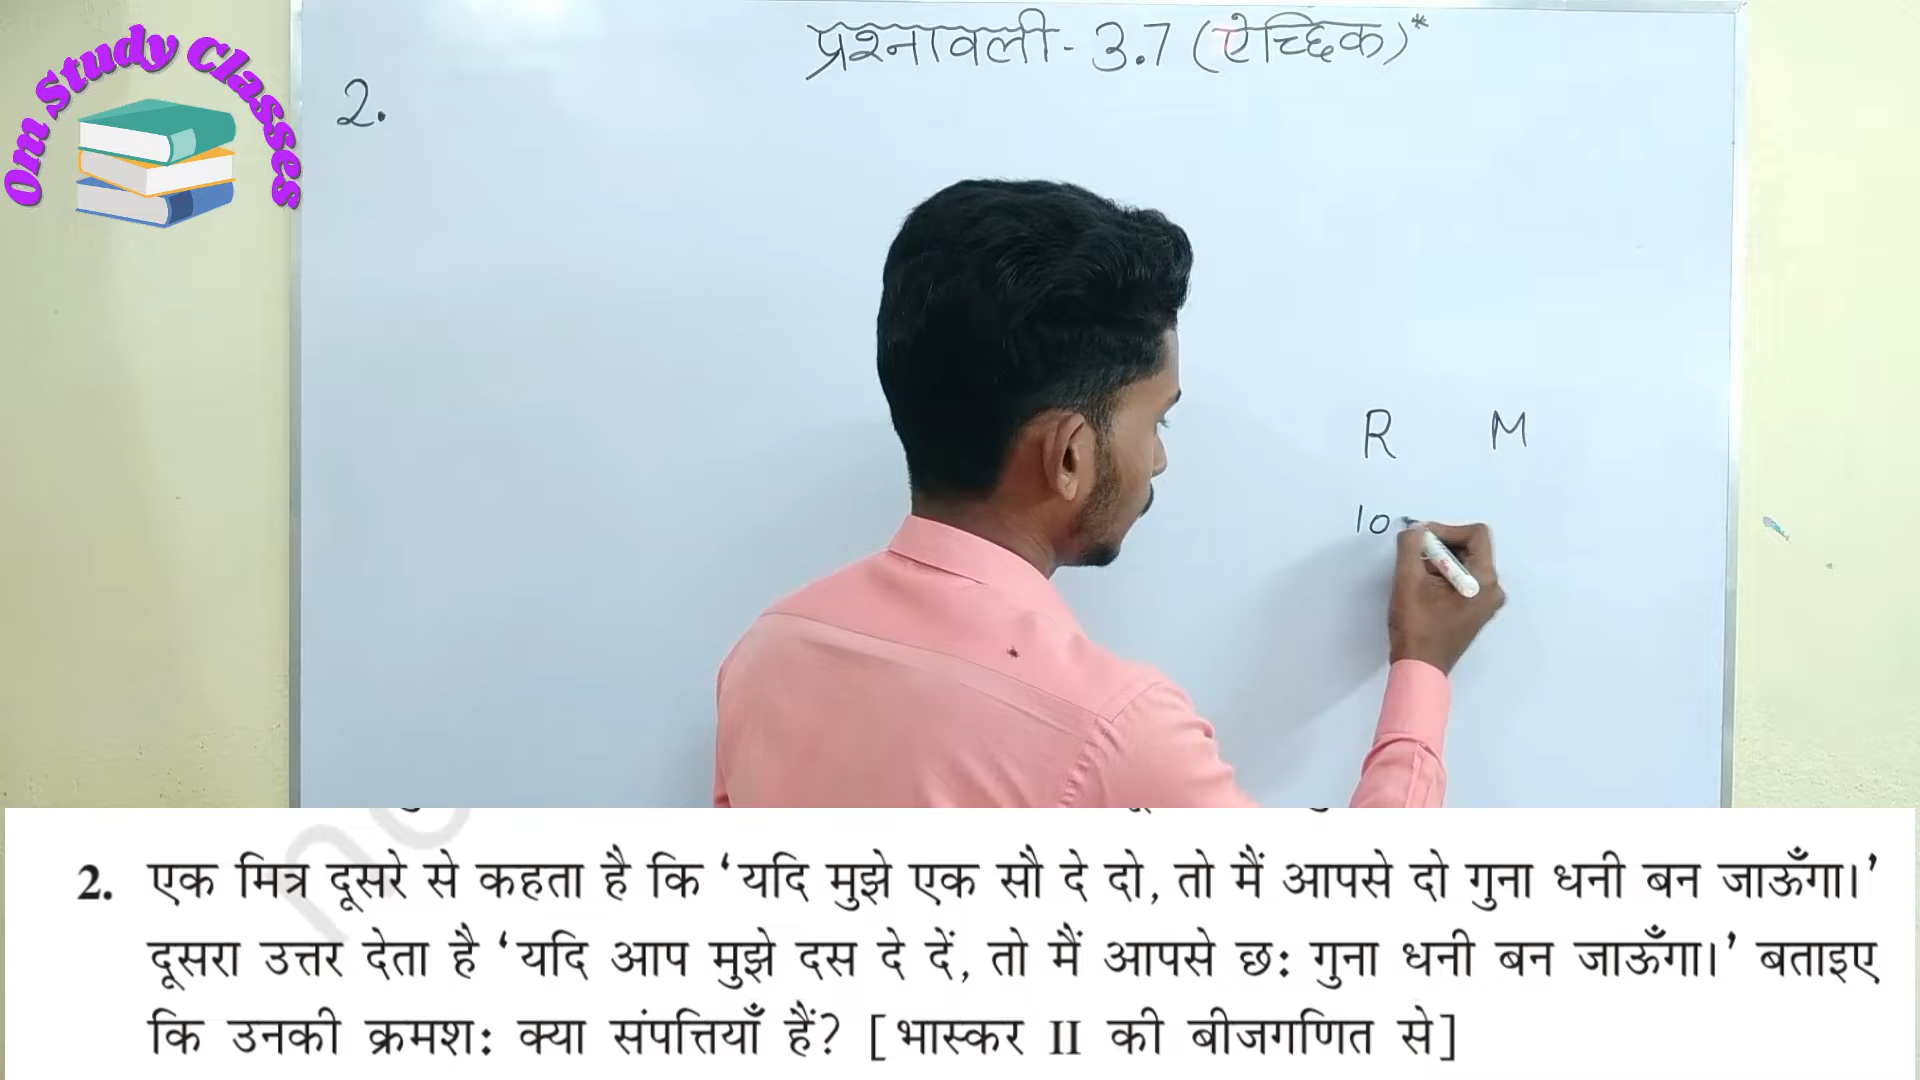 Om Study Classes
प्रश्नावली - 3.7 (ऐच्छिक)*
2.
R M
10
2. एक मित्र दूसरे से कहता है कि ‘यदि मुझे एक सौ दे दो, तो मैं आपसे दो गुना धनी बन जाऊँगा।’
दूसरा उत्तर देता है ‘यदि आप मुझे दस दे दें, तो मैं आपसे छः गुना धनी बन जाऊँगा।’ बताइए
कि उनकी क्रमशः क्या संपत्तियाँ हैं? [भास्कर II की बीजगणित से]